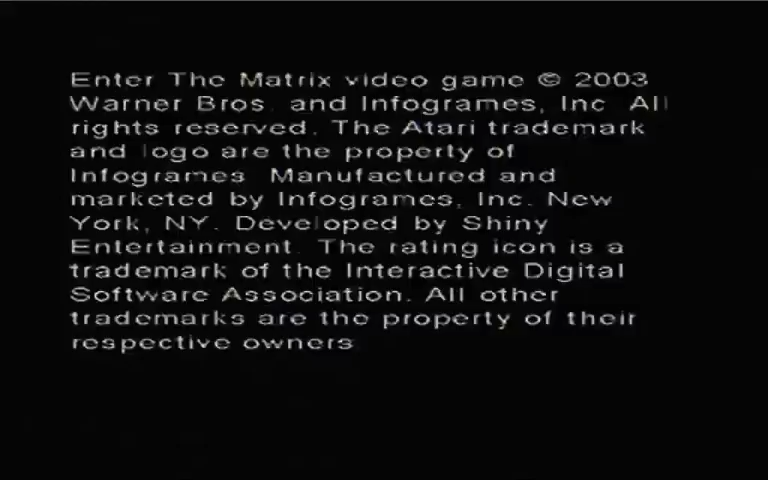 Enter The Matrix video game © 2003
Warner Bros. and Infogrames, Inc. All
rights reserved. The Atari trademark
and logo are the property of
Infogrames. Manufactured and
marketed by Infogrames, Inc. New
York, NY. Developed by Shiny
Entertainment. The rating icon is a
trademark of the Interactive Digital
Software Association. All other
trademarks are the property of their
respective owners